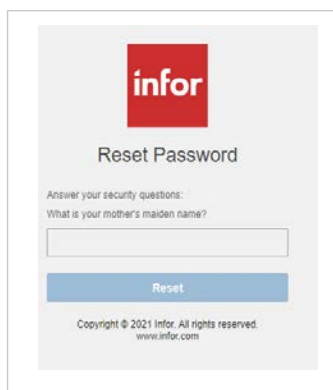 infor
Reset Password
Answer your security questions:
What is your mother's maiden name?
Reset
Copyright © 2021 Infor. All rights reserved.
www.infor.com